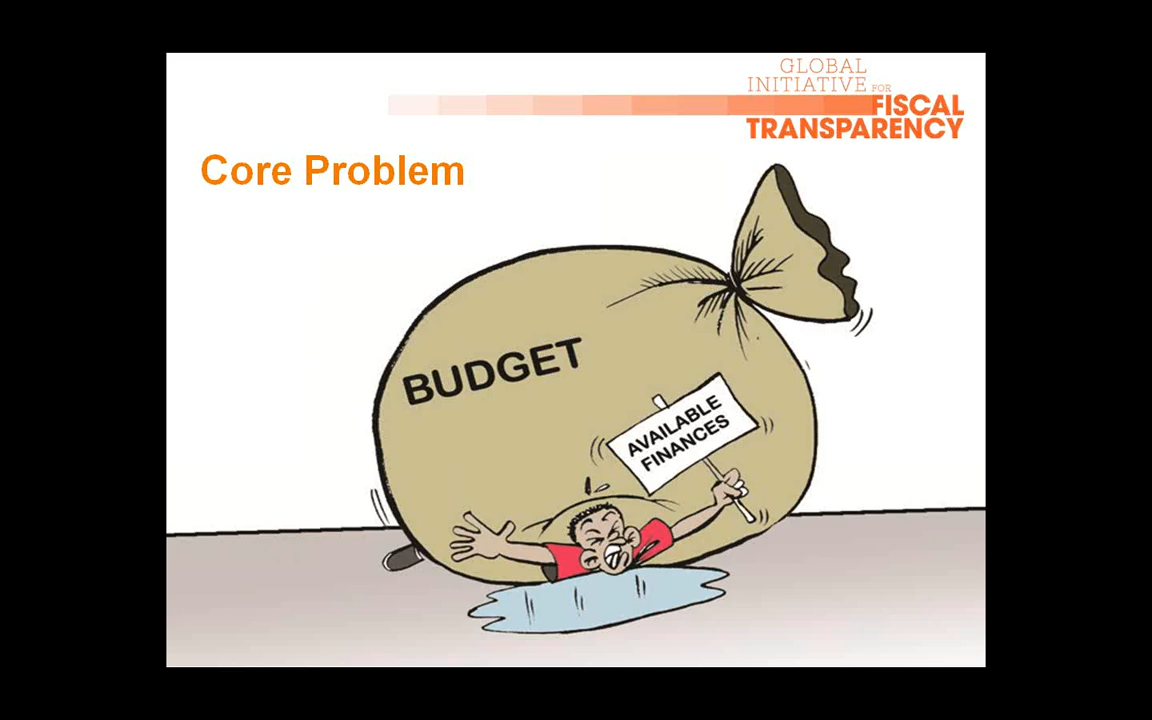 GLOBAL
INITIATIVE FOR
FISCAL
TRANSPARENCY
Core Problem
BUDGET
AVAILABLE
FINANCES